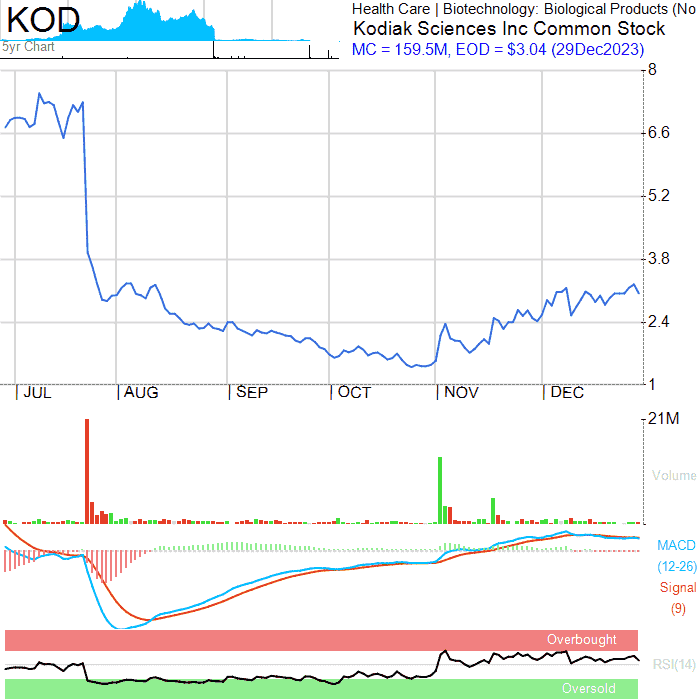 KOD
5yr Chart
Health Care | Biotechnology: Biological Products (No
Kodiak Sciences Inc Common Stock
MC = 159.5M, EOD = $3.04 (29Dec2023)
8
6.6
5.2
3.8
2.4
1
| JUL | AUG | SEP | OCT | NOV | DEC
21M
Volume
MACD
(12-26)
Signal
(9)
Overbought
RSI(14)
Oversold